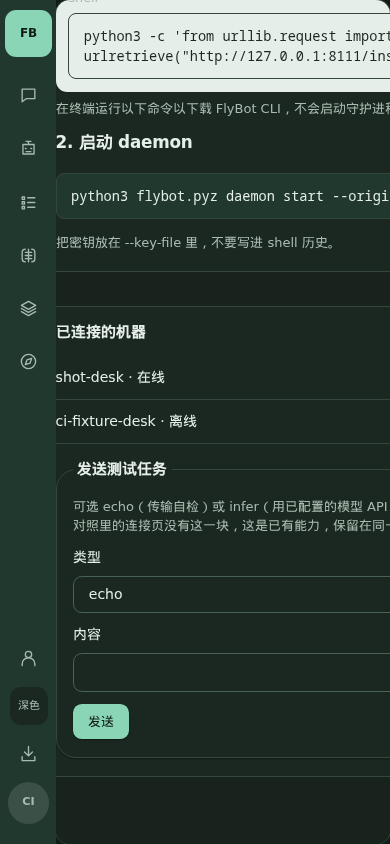 FB
shell
python3 -c 'from urllib.request import
urlretrieve("http://127.0.0.1:8111/ins
在终端运行以下命令以下载 FlyBot CLI，不会启动守护进程
2. 启动 daemon
python3 flybot.pyz daemon start --origi
把密钥放在 --key-file 里，不要写进 shell 历史。
已连接的机器
shot-desk · 在线
ci-fixture-desk · 离线
发送测试任务
可选 echo（传输自检）或 infer（用已配置的模型 API
对照里的连接页没有这一块，这是已有能力，保留在同一
类型
echo
内容
发送
深色
CI